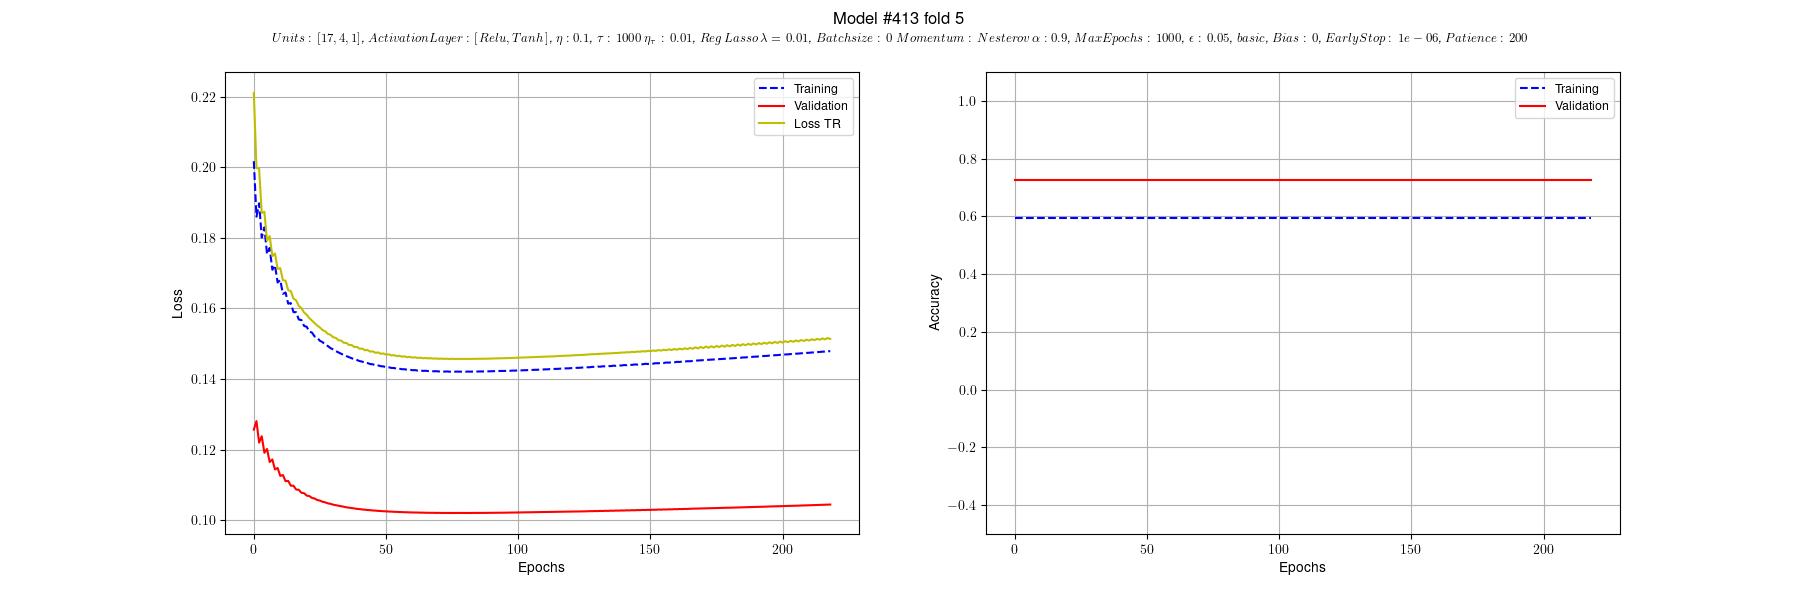 Model #413 fold 5
Units : [17, 4, 1], ActivationLayer : [Relu, Tanh], η : 0.1, τ : 1000 ητ : 0.01, Reg Lasso λ = 0.01, Batchsize : 0 Momentum : Nesterov α : 0.9, MaxEpochs : 1000, ϵ : 0.05, basic, Bias : 0, EarlyStop : 1e − 06, Patience : 200
Training
Validation
Loss TR
0.22
0.20
0.18
0.16
0.14
0.12
0.10
Loss
0
50
100
150
200
Epochs
Training
Validation
1.0
0.8
0.6
0.4
0.2
0.0
−0.2
−0.4
Accuracy
0
50
100
150
200
Epochs